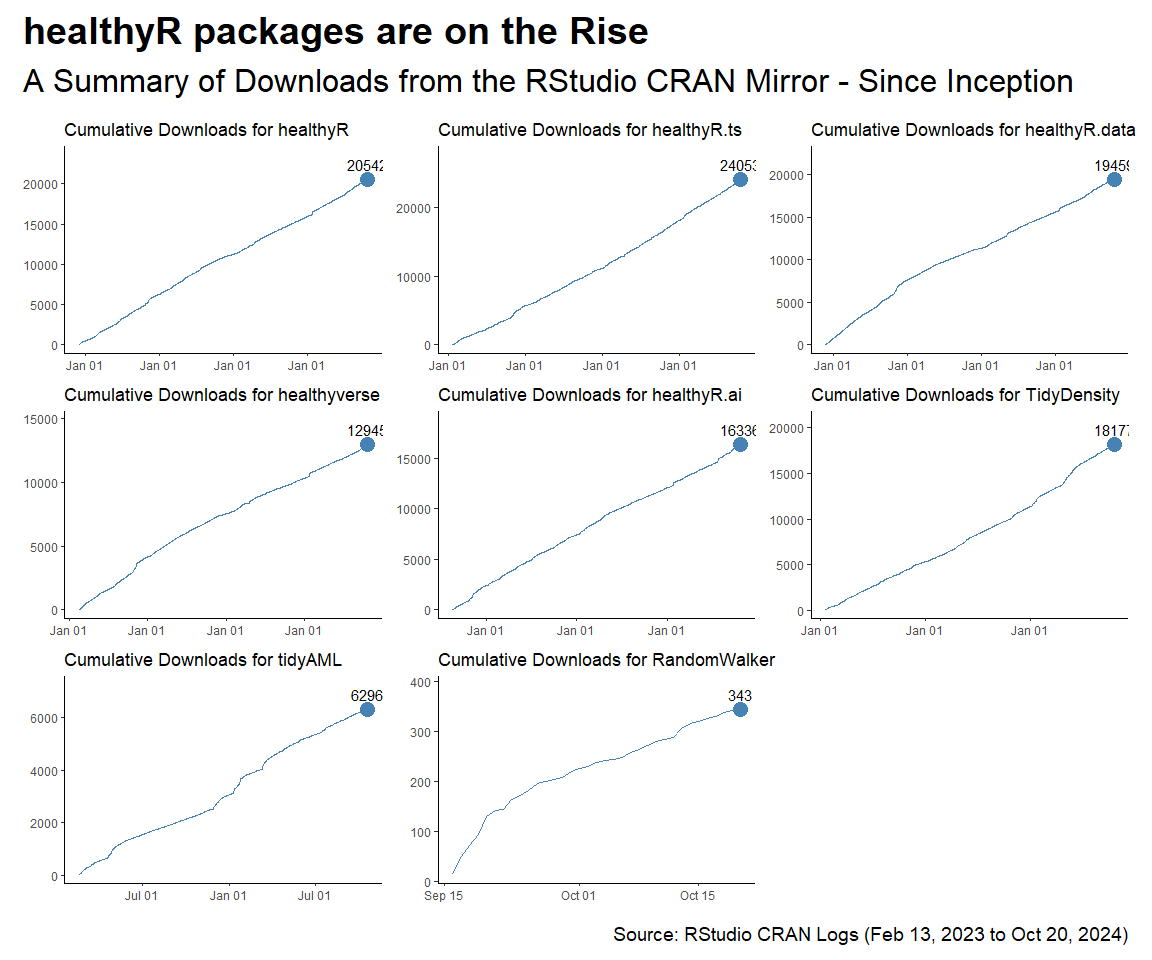 healthyR packages are on the Rise
A Summary of Downloads from the RStudio CRAN Mirror - Since Inception
Cumulative Downloads for healthyR
20542
20000
15000
10000
5000
0
Jan 01 Jan 01 Jan 01 Jan 01
Cumulative Downloads for healthyR.ts
24053
20000
10000
0
Jan 01 Jan 01 Jan 01 Jan 01
Cumulative Downloads for healthyR.data
19459
20000
15000
10000
5000
0
Jan 01 Jan 01 Jan 01 Jan 01
Cumulative Downloads for healthyverse
15000
12945
10000
5000
0
Jan 01 Jan 01 Jan 01 Jan 01
Cumulative Downloads for healthyR.ai
16336
15000
10000
5000
0
Jan 01 Jan 01 Jan 01
Cumulative Downloads for TidyDensity
20000
18177
15000
10000
5000
0
Jan 01 Jan 01 Jan 01
Cumulative Downloads for tidyAML
6296
6000
4000
2000
0
Jul 01 Jan 01 Jul 01
Cumulative Downloads for RandomWalker
400
343
300
200
100
0
Sep 15 Oct 01 Oct 15
Source: RStudio CRAN Logs (Feb 13, 2023 to Oct 20, 2024)